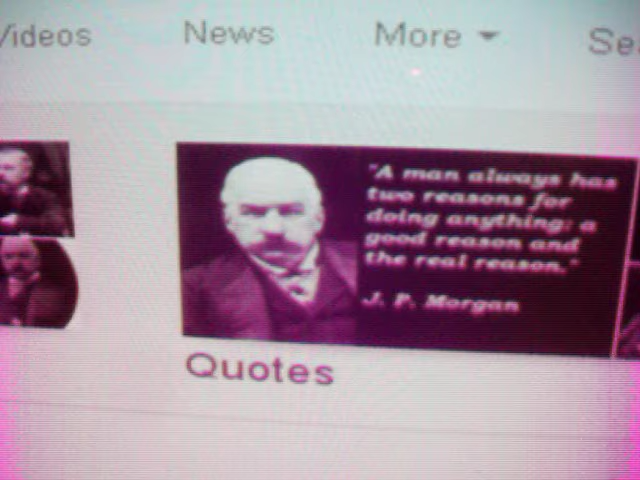 Videos News More
"A man always has
two reasons for
doing anything: a
good reason and
the real reason."
J. P. Morgan
Quotes